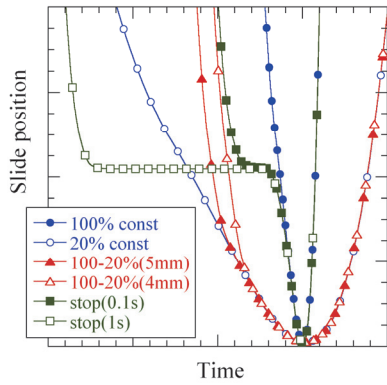 Slide position
100% const
20% const
100-20%(5mm)
100-20%(4mm)
stop(0.1s)
stop(1s)
Time